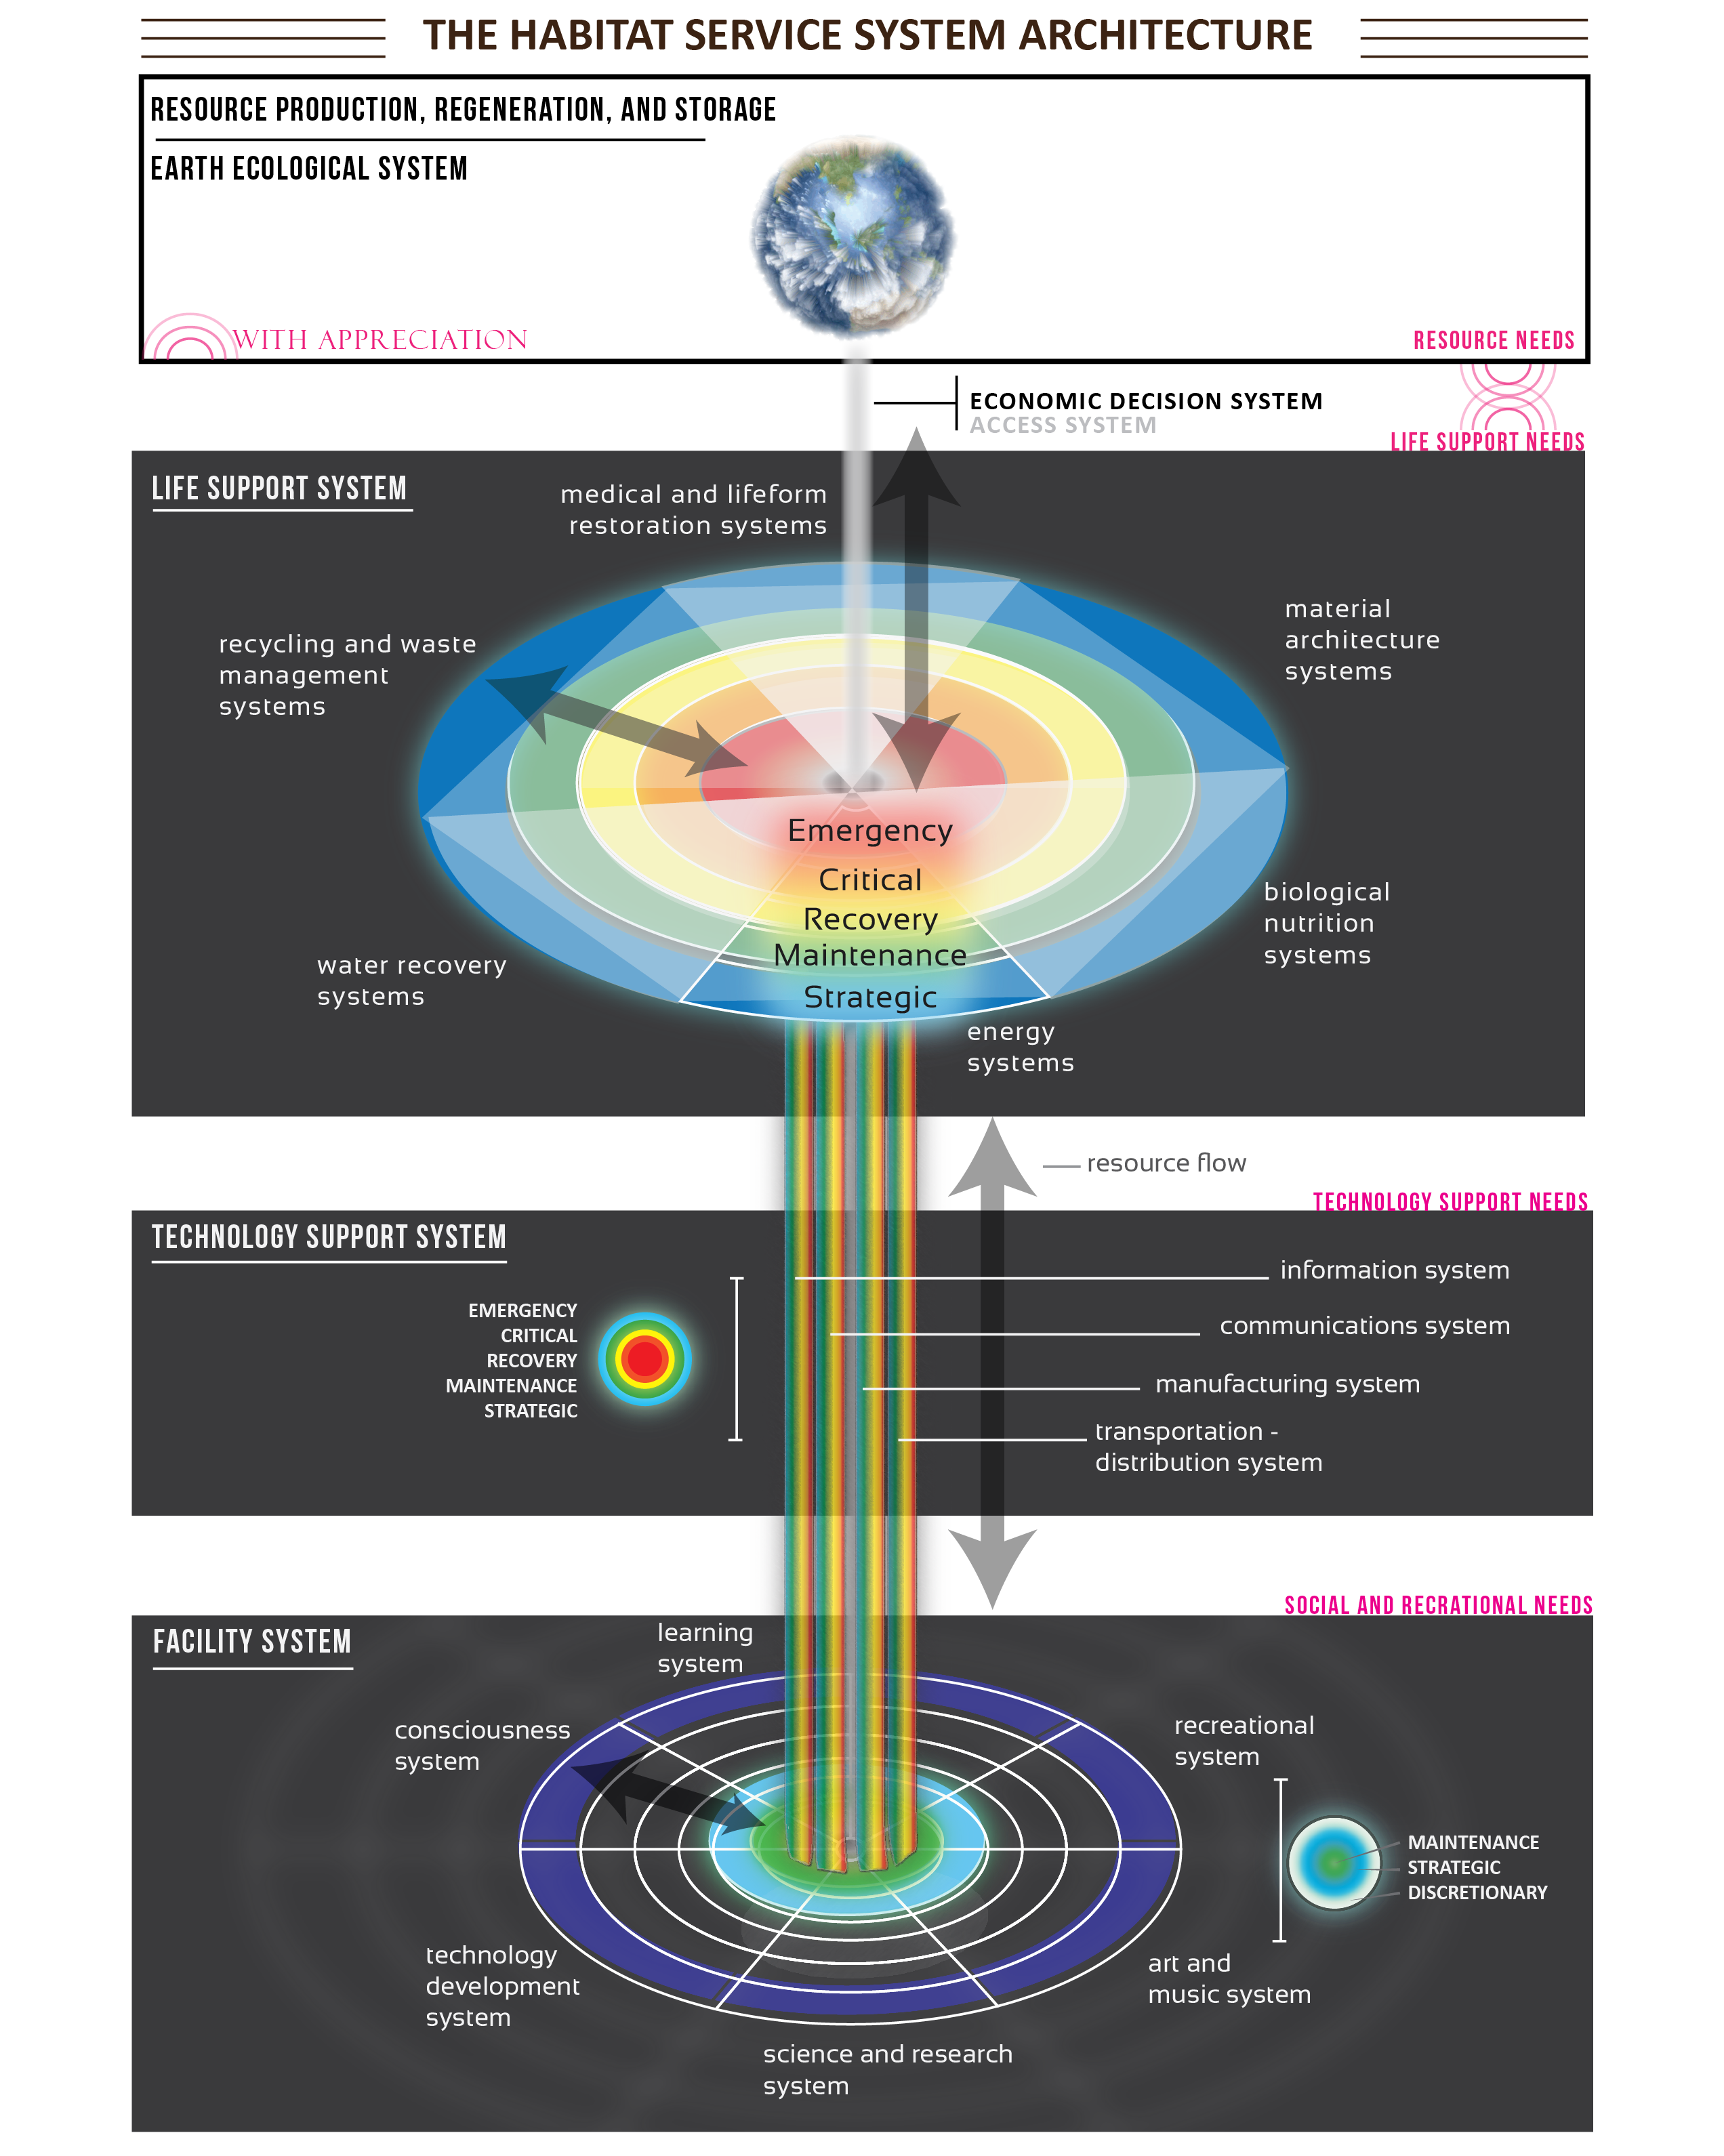 THE HABITAT SERVICE SYSTEM ARCHITECTURE
RESOURCE PRODUCTION, REGENERATION, AND STORAGE
EARTH ECOLOGICAL SYSTEM
WITH APPRECIATION
RESOURCE NEEDS
ECONOMIC DECISION SYSTEM
ACCESS SYSTEM
LIFE SUPPORT NEEDS
LIFE SUPPORT SYSTEM
medical and lifeform
restoration systems
recycling and waste
management
systems
material
architecture
systems
Emergency
Critical
Recovery
Maintenance
Strategic
biological
nutrition
systems
water recovery
systems
energy
systems
resource flow
TECHNOLOGY SUPPORT NEEDS
TECHNOLOGY SUPPORT SYSTEM
EMERGENCY
CRITICAL
RECOVERY
MAINTENANCE
STRATEGIC
information system
communications system
manufacturing system
transportation -
distribution system
SOCIAL AND RECRATIONAL NEEDS
FACILITY SYSTEM
learning
system
consciousness
system
recreational
system
MAINTENANCE
STRATEGIC
DISCRETIONARY
technology
development
system
art and
music system
science and research
system